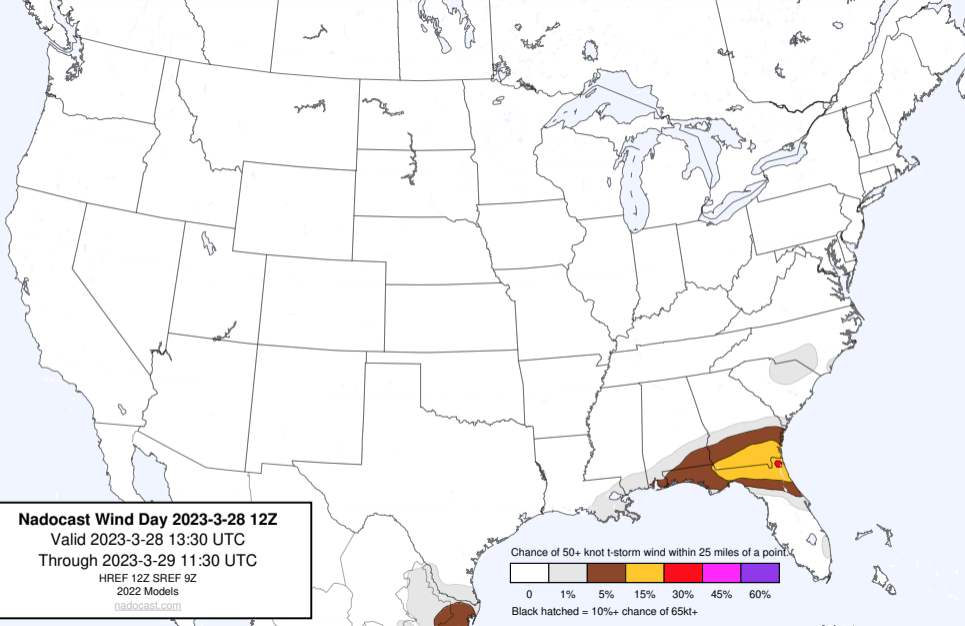 Nadocast Wind Day 2023-3-28 12Z
Valid 2023-3-28 13:30 UTC
Through 2023-3-29 11:30 UTC
HREF 12Z SREF 9Z
2022 Models
nadocast.com
Chance of 50+ knot t-storm wind within 25 miles of a point.
0 1% 5% 15% 30% 45% 60%
Black hatched = 10%+ chance of 65kt+